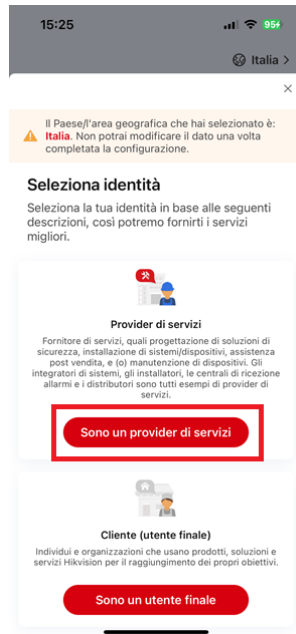 15:25
95
Italia >
Il Paese/l'area geografica che hai selezionato è:
Italia. Non potrai modificare il dato una volta
completata la configurazione.
Seleziona identità
Seleziona la tua identità in base alle seguenti
descrizioni, così potremo fornirti i servizi
migliori.
Provider di servizi
Fornitore di servizi, quali progettazione di soluzioni di
sicurezza, installazione di sistemi/dispositivi, assistenza
post vendita, e (o) manutenzione di dispositivi. Gli
integratori di sistemi, gli installatori, le centrali di ricezione
allarmi e i distributori sono tutti esempi di provider di
servizi.
Sono un provider di servizi
Cliente (utente finale)
Individui e organizzazioni che usano prodotti, soluzioni e
servizi Hikvision per il raggiungimento dei propri obiettivi.
Sono un utente finale